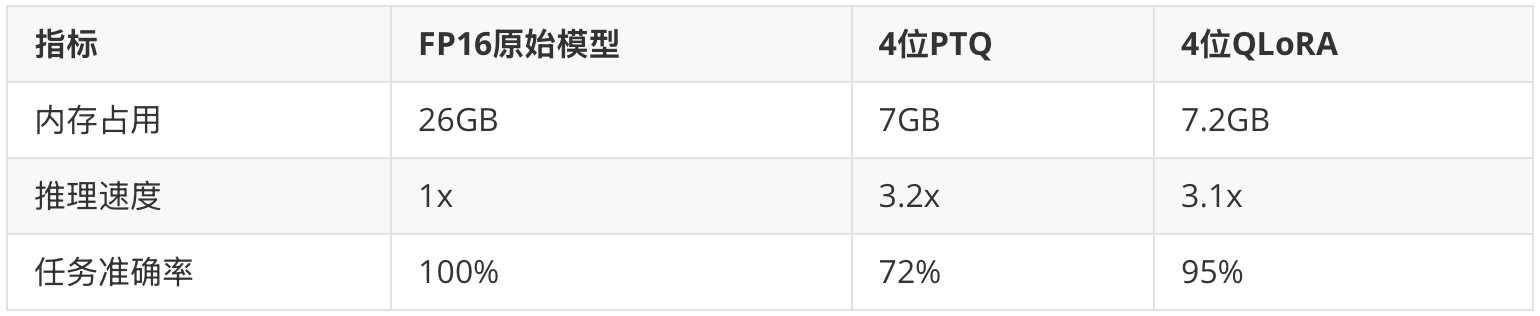 指标 FP16原始模型 4位PTQ 4位QLoRA
内存占用 26GB 7GB 7.2GB
推理速度 1x 3.2x 3.1x
任务准确率 100% 72% 95%